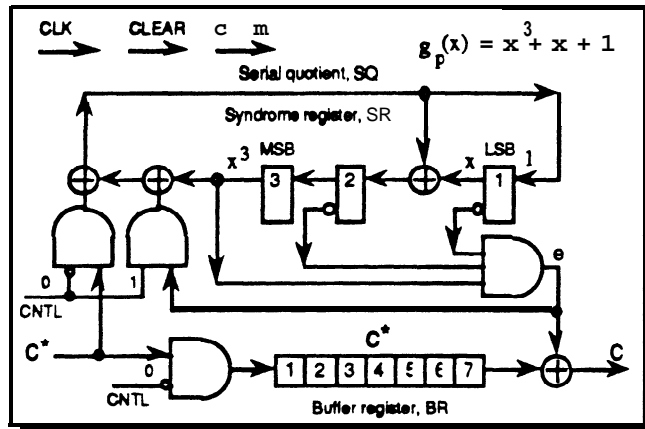 CLK CLEAR c m
g_p(x) = x^3 + x + 1
Serial quotient, SQ
Syndrome register, SR
x^3 MSB x LSB 1
3 2 1
e
0 1
CNTL
C* 0 C* C
1 2 3 4 5 6 7
CNTL
Buffer register, BR